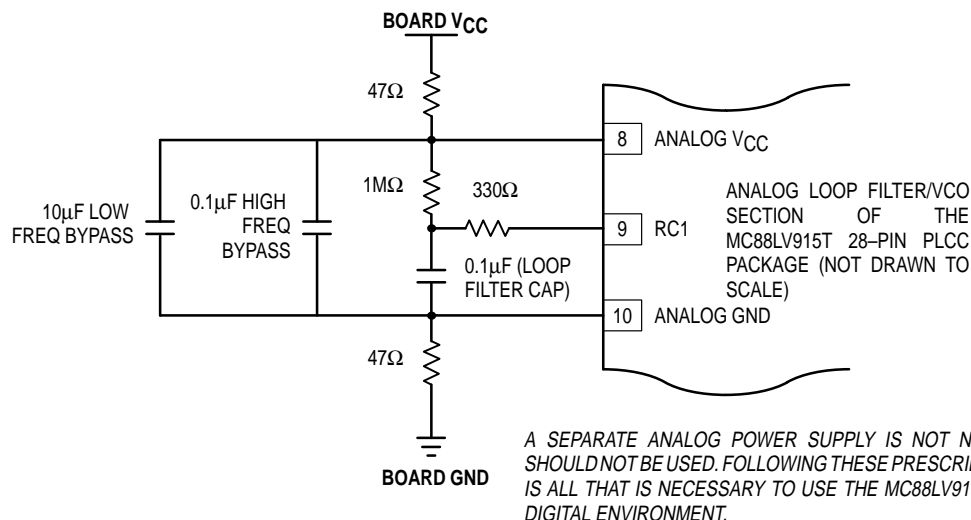 BOARD VCC
47Ω
8 ANALOG VCC
1MΩ
330Ω
10µF LOW
FREQ BYPASS
0.1µF HIGH
FREQ
BYPASS
9 RC1
ANALOG LOOP FILTER/VCO
SECTION OF THE
MC88LV915T 28–PIN PLCC
PACKAGE (NOT DRAWN TO
SCALE)
0.1µF (LOOP
FILTER CAP)
10 ANALOG GND
47Ω
BOARD GND
A SEPARATE ANALOG POWER SUPPLY IS NOT
SHOULD NOT BE USED. FOLLOWING THESE
IS ALL THAT IS NECESSARY TO USE THE
DIGITAL ENVIRONMENT.